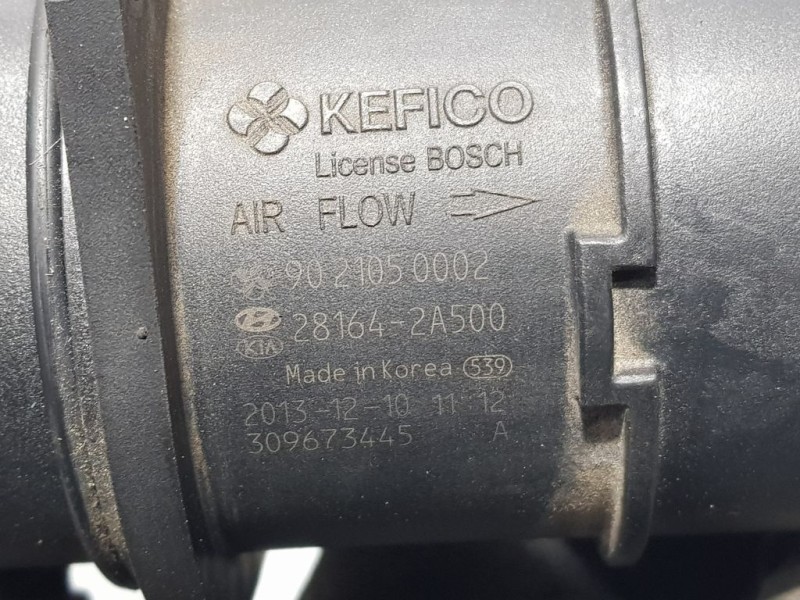 KEFICO
License BOSCH
AIR FLOW
90 2105 0002
28164-2A500
KIA
Made in Korea 539
2013-12-10 11 12
309673445 A